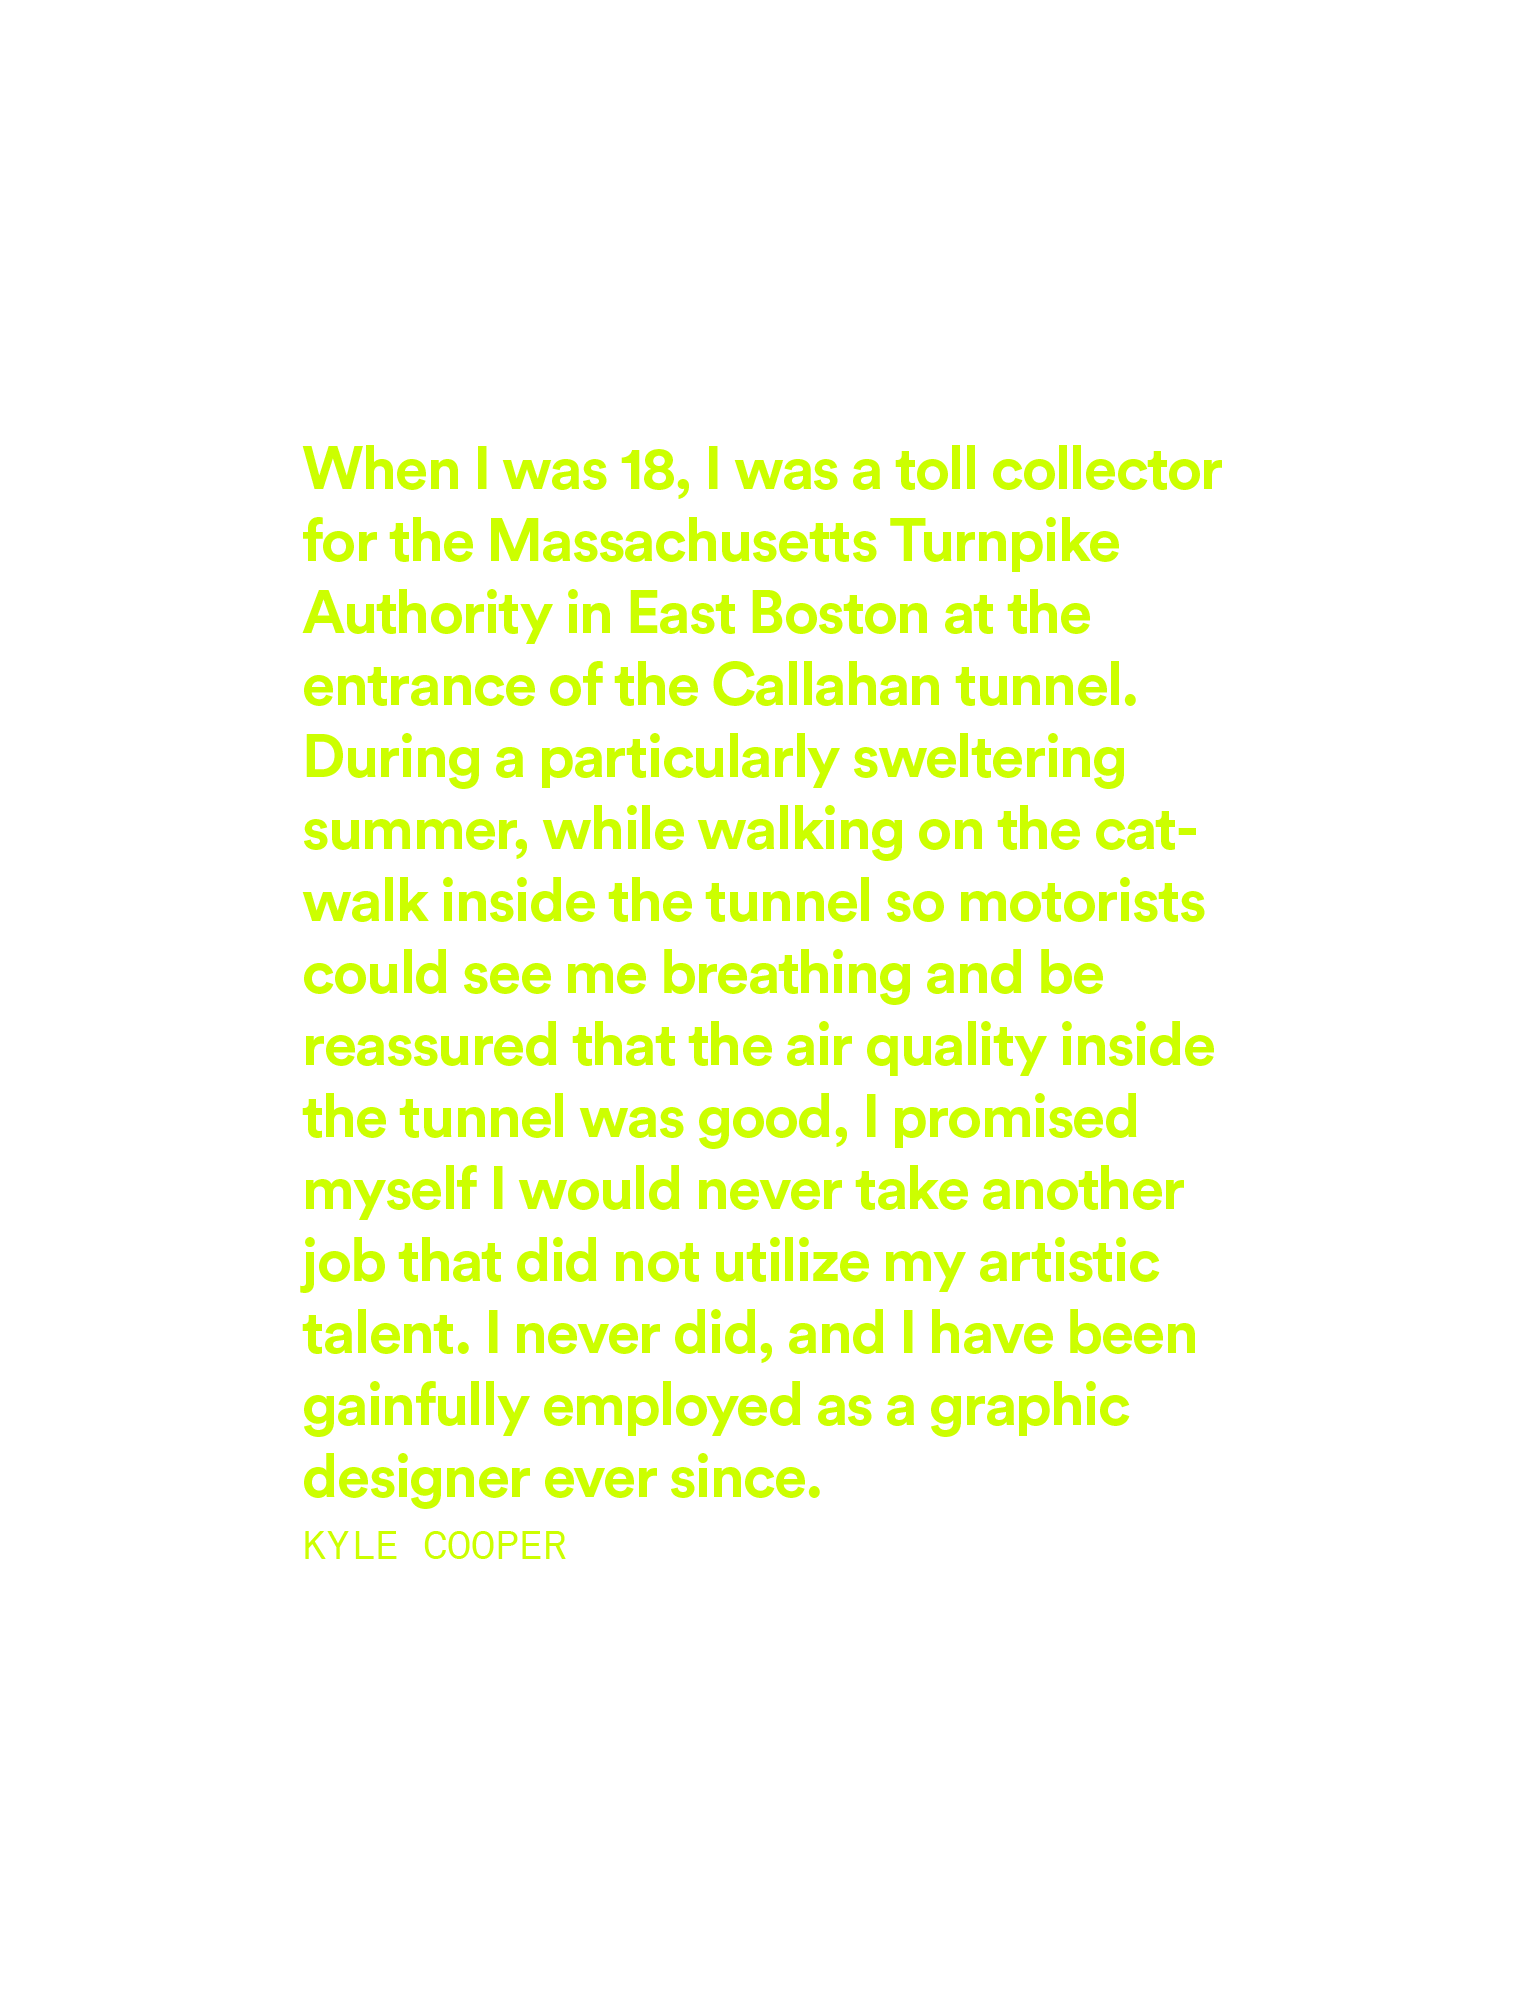 When I was 18, I was a toll collector
for the Massachusetts Turnpike
Authority in East Boston at the
entrance of the Callahan tunnel.
During a particularly sweltering
summer, while walking on the cat-
walk inside the tunnel so motorists
could see me breathing and be
reassured that the air quality inside
the tunnel was good, I promised
myself I would never take another
job that did not utilize my artistic
talent. I never did, and I have been
gainfully employed as a graphic
designer ever since.
KYLE COOPER